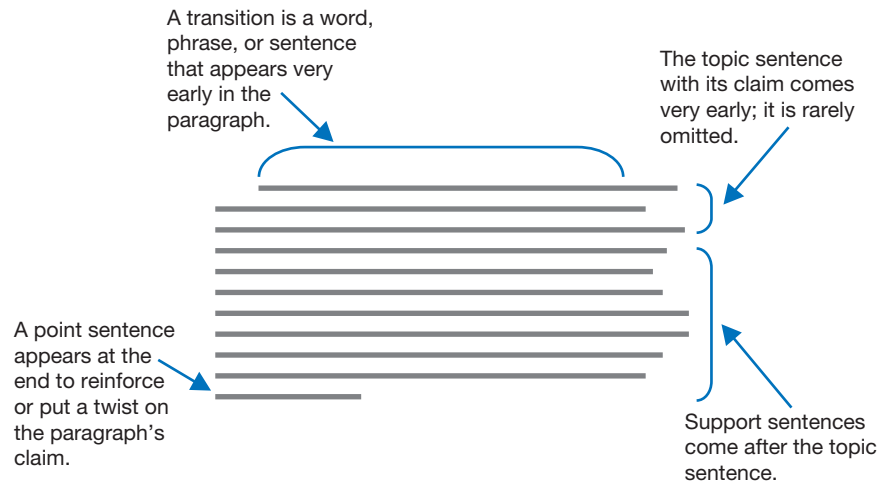 A transition is a word,
phrase, or sentence
that appears very
early in the
paragraph.
The topic sentence
with its claim comes
very early; it is rarely
omitted.
A point sentence
appears at the
end to reinforce
or put a twist on
the paragraph's
claim.
Support sentences
come after the topic
sentence.